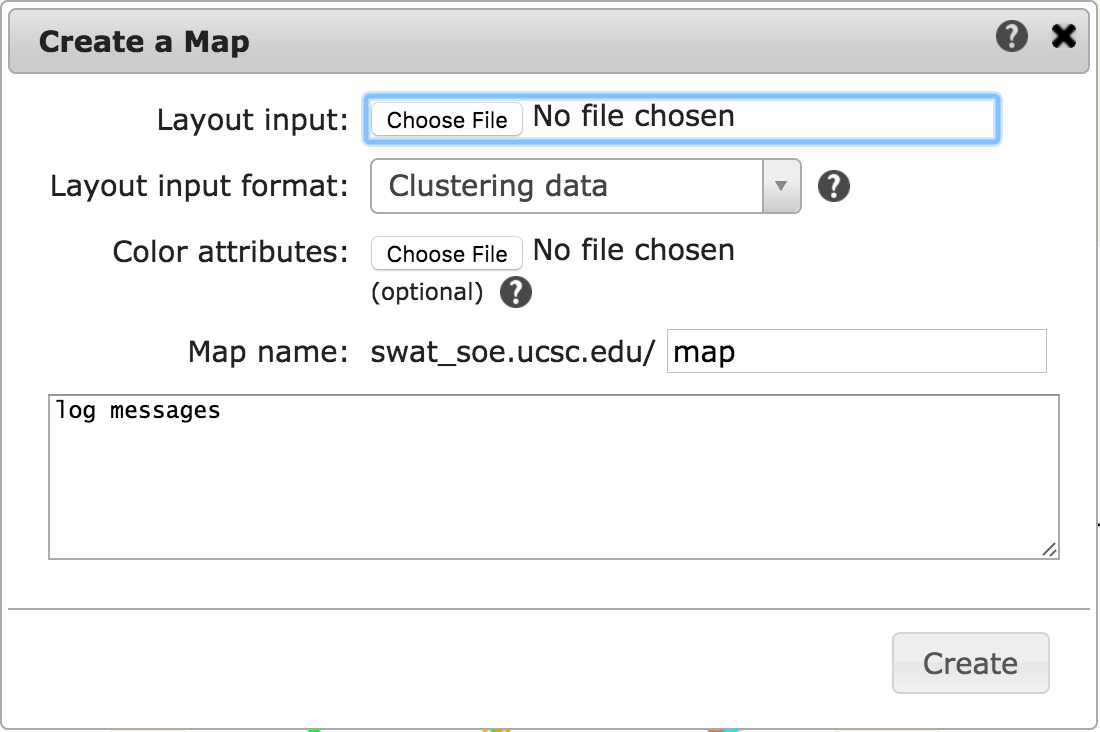 Create a Map
Layout input: Choose File No file chosen
Layout input format: Clustering data
Color attributes: Choose File No file chosen
(optional)
Map name: swat_soe.ucsc.edu/ map
log messages
Create